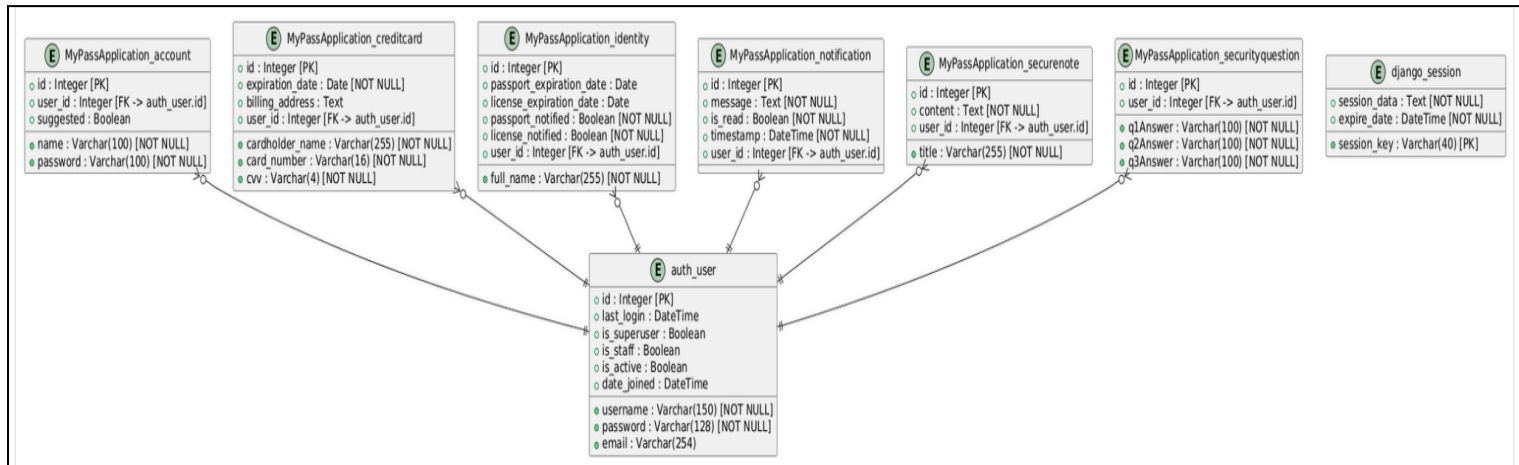 E MyPassApplication_account
id : Integer [PK]
user_id : Integer [FK -> auth_user.id]
suggested : Boolean
name : Varchar(100) [NOT NULL]
password : Varchar(100) [NOT NULL]
E MyPassApplication_creditcard
id : Integer [PK]
expiration_date : Date [NOT NULL]
billing_address : Text
user_id : Integer [FK -> auth_user.id]
cardholder_name : Varchar(255) [NOT NULL]
card_number : Varchar(16) [NOT NULL]
cvv : Varchar(4) [NOT NULL]
E MyPassApplication_identity
id : Integer [PK]
passport_expiration_date : Date
license_expiration_date : Date
passport_notified : Boolean [NOT NULL]
license_notified : Boolean [NOT NULL]
user_id : Integer [FK -> auth_user.id]
full_name : Varchar(255) [NOT NULL]
E MyPassApplication_notification
id : Integer [PK]
message : Text [NOT NULL]
is_read : Boolean [NOT NULL]
timestamp : DateTime [NOT NULL]
user_id : Integer [FK -> auth_user.id]
E MyPassApplication_securenote
id : Integer [PK]
content : Text [NOT NULL]
user_id : Integer [FK -> auth_user.id]
title : Varchar(255) [NOT NULL]
E MyPassApplication_securityquestion
id : Integer [PK]
user_id : Integer [FK -> auth_user.id]
q1Answer : Varchar(100) [NOT NULL]
q2Answer : Varchar(100) [NOT NULL]
q3Answer : Varchar(100) [NOT NULL]
E django_session
session_data : Text [NOT NULL]
expire_date : DateTime [NOT NULL]
session_key : Varchar(40) [PK]
E auth_user
id : Integer [PK]
last_login : DateTime
is_superuser : Boolean
is_staff : Boolean
is_active : Boolean
date_joined : DateTime
username : Varchar(150) [NOT NULL]
password : Varchar(128) [NOT NULL]
email : Varchar(254)